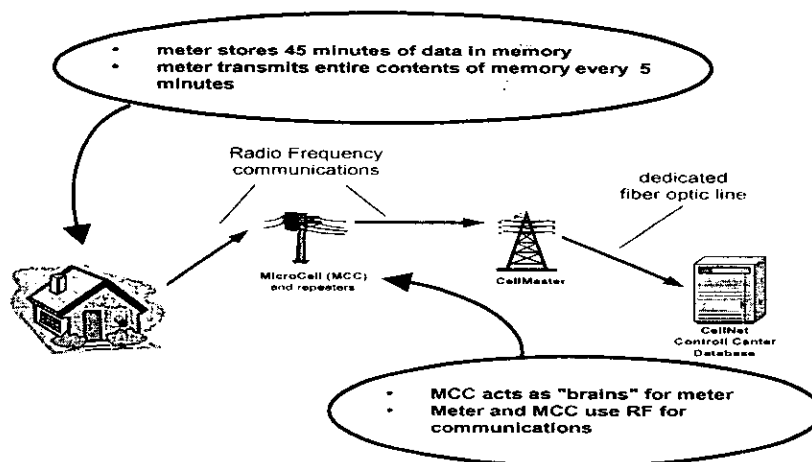 • meter stores 45 minutes of data in memory
• meter transmits entire contents of memory every 5
minutes
Radio Frequency
communications
dedicated
fiber optic line
MicroCell (MCC)
and repeaters
CellMaster
CellNet
Controll Canter
Database
• MCC acts as "brains" for meter
• Meter and MCC use RF for
communications